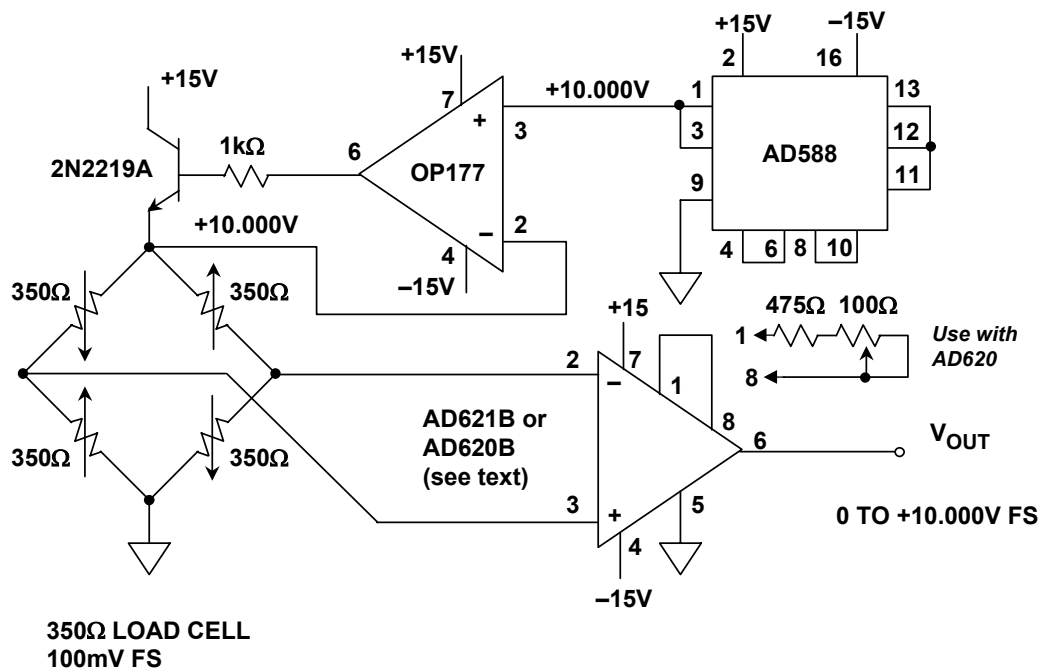 +15V
–15V
2
16
+15V
+15V
7
+10.000V
1
13
+
3
3
12
2N2219A
1kΩ
6
OP177
AD588
11
9
+10.000V
–
2
4
–15V
4
6
8
10
350Ω
350Ω
+15
475Ω
100Ω
7
1
Use with
AD620
2
–
1
8
8
350Ω
350Ω
AD621B or
AD620B
(see text)
6
VOUT
3
+
5
4
0 TO +10.000V FS
–15V
350Ω LOAD CELL
100mV FS